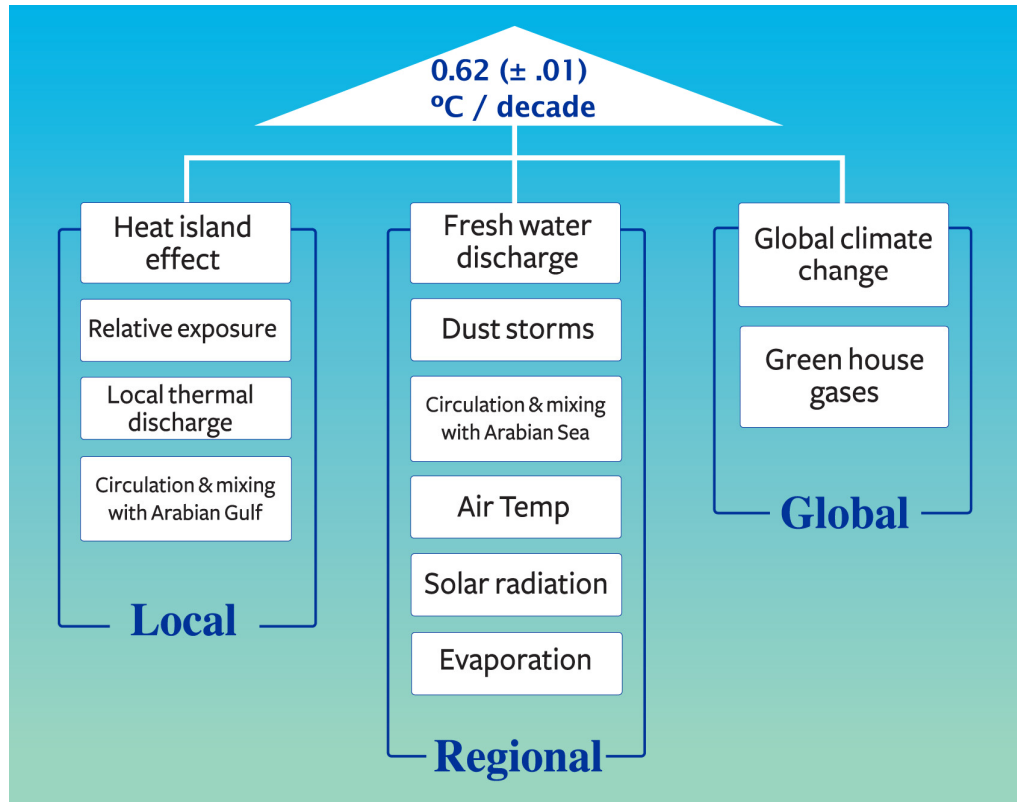 0.62 (± .01)
ºC / decade
Heat island
effect
Relative exposure
Local thermal
discharge
Circulation & mixing
with Arabian Gulf
Local
Fresh water
discharge
Dust storms
Circulation & mixing
with Arabian Sea
Air Temp
Solar radiation
Evaporation
Regional
Global climate
change
Green house
gases
Global